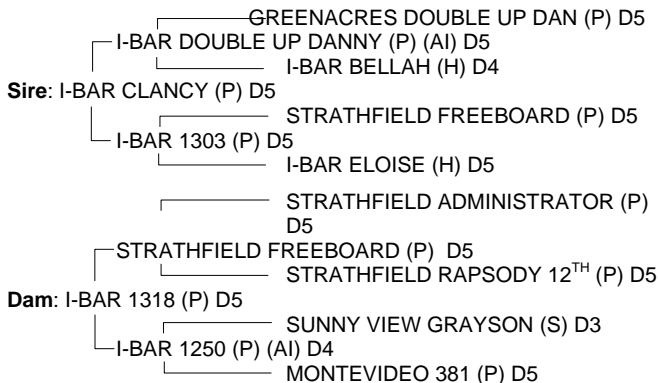 GREENACRES DOUBLE UP DAN (P) D5
I-BAR DOUBLE UP DANNY (P) (AI) D5
I-BAR BELLAH (H) D4
Sire: I-BAR CLANCY (P) D5
STRATHFIELD FREEBOARD (P) D5
I-BAR 1303 (P) D5
I-BAR ELOISE (H) D5
STRATHFIELD ADMINISTRATOR (P)
D5
STRATHFIELD FREEBOARD (P) D5
STRATHFIELD RAPSODY 12TH (P) D5
Dam: I-BAR 1318 (P) D5
SUNNY VIEW GRAYSON (S) D3
I-BAR 1250 (P) (AI) D4
MONTEVIDEO 381 (P) D5